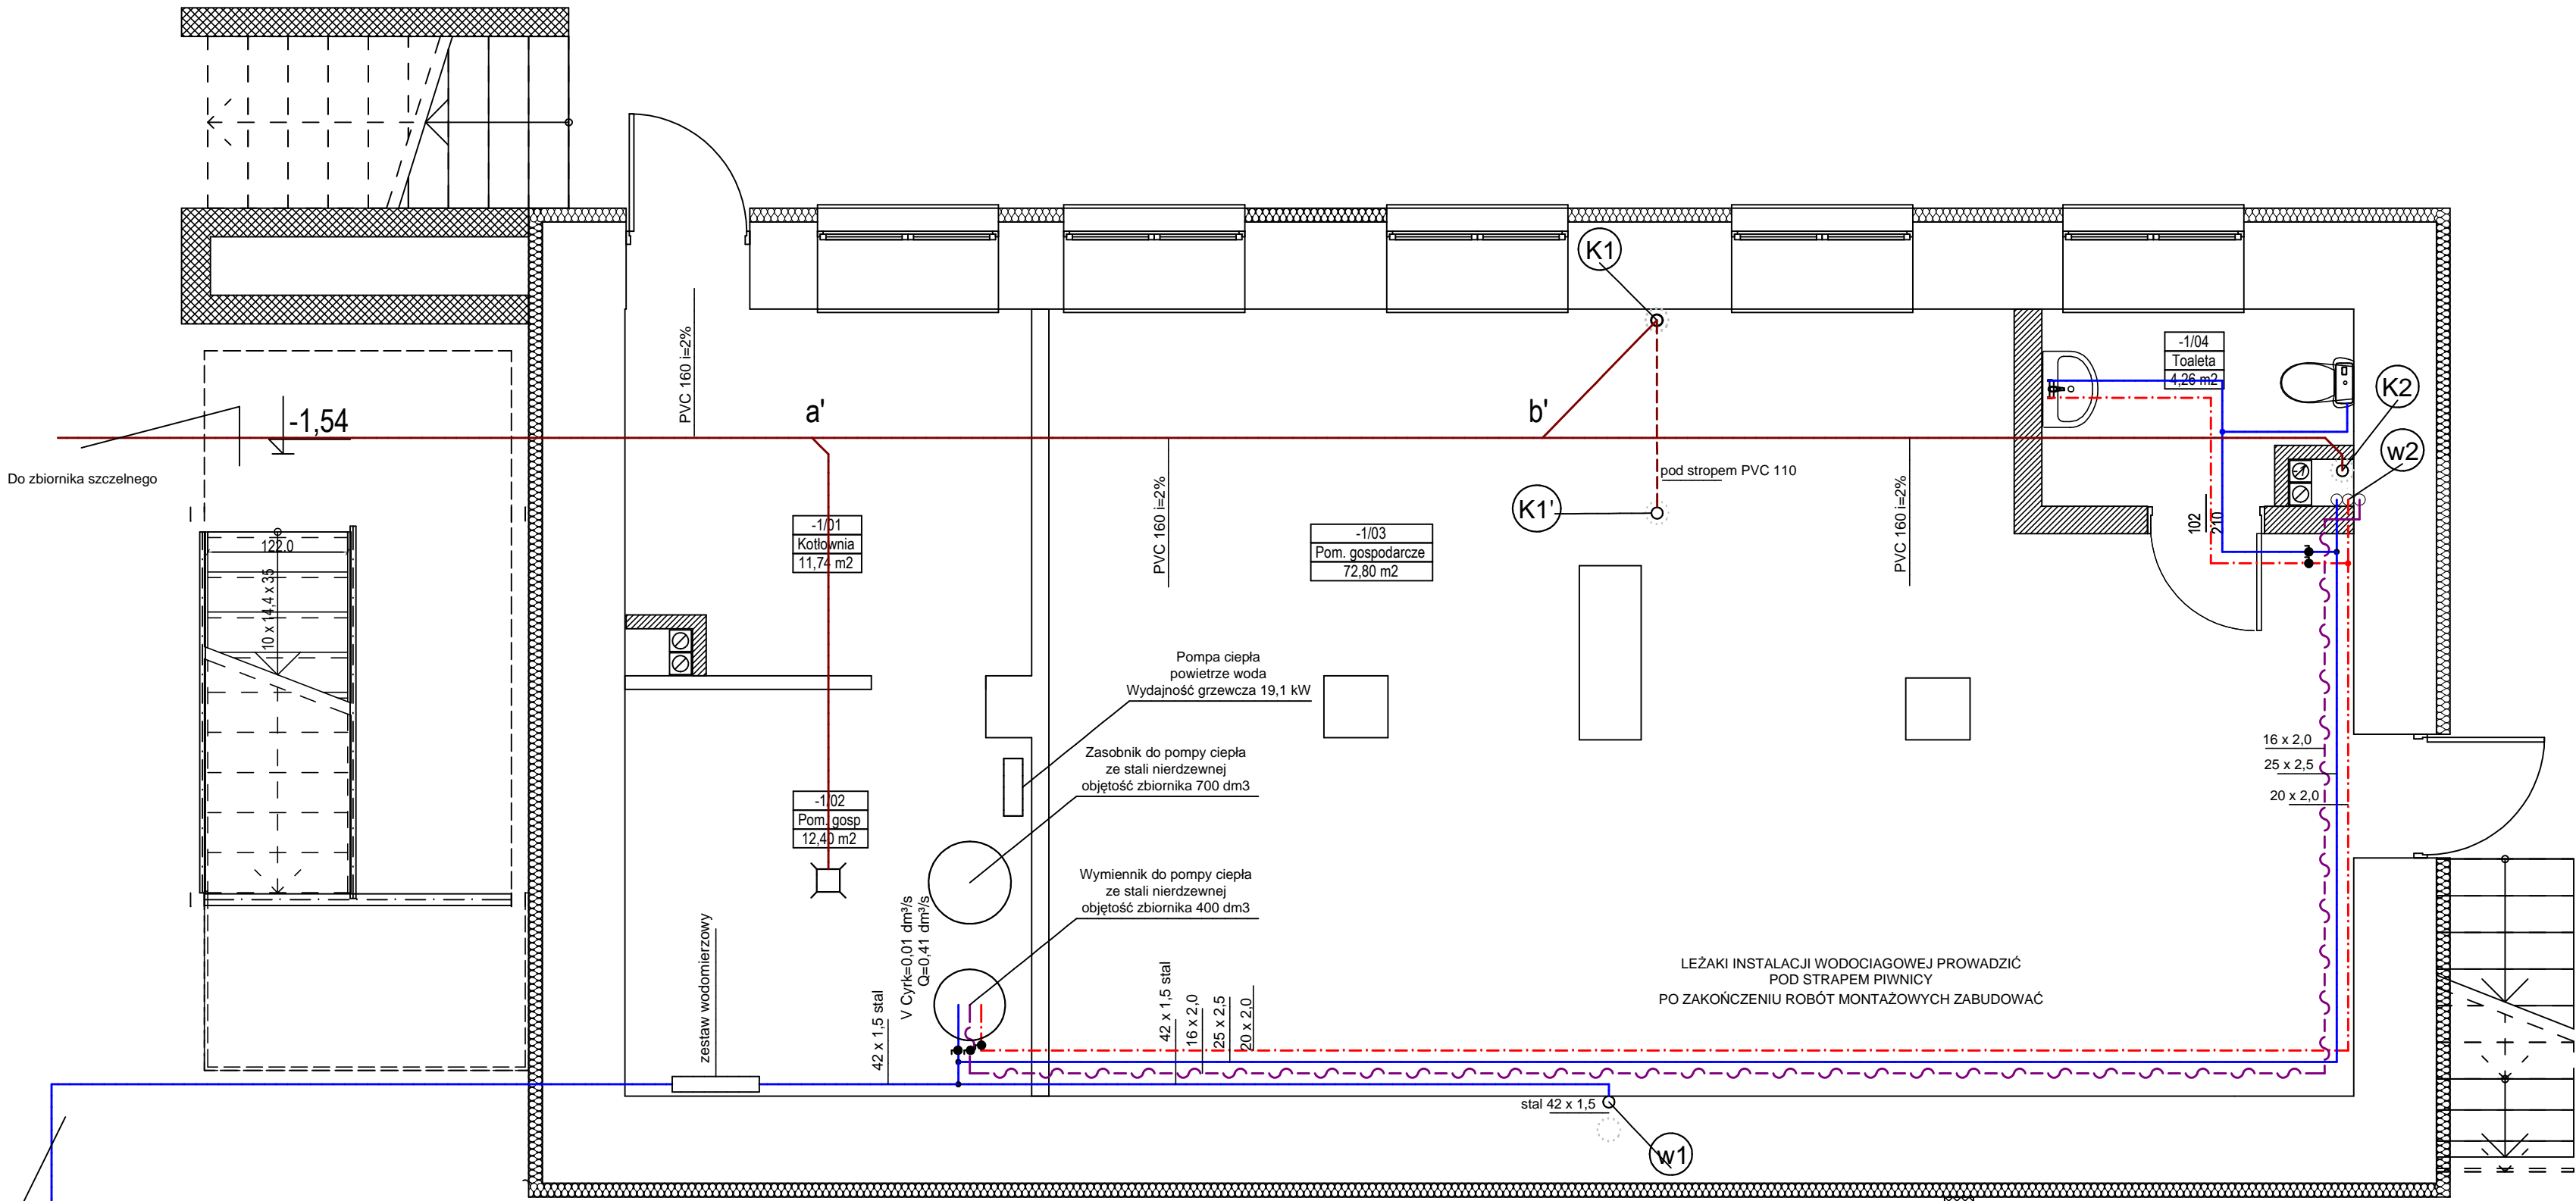 K1
PVC 160 i=2%
-1/04
Toaleta
4,26 m2
K2
-1,54
a'
b'
w2
Do zbiornika szczelnego
pod stropem PVC 110
K1'
PVC 160 i=2%
PVC 160 i=2%
102
210
-1/01
Kotłownia
11,74 m2
-1/03
Pom. gospodarcze
72,80 m2
122.0
10 x 14,4 x 35
Pompa ciepła
powietrze woda
Wydajność grzewcza 19,1 kW
Zasobnik do pompy ciepła
ze stali nierdzewnej
objętość zbiornika 700 dm3
16 x 2,0
25 x 2,5
20 x 2,0
-1/02
Pom. gosp
12,40 m2
Wymiennik do pompy ciepła
ze stali nierdzewnej
objętość zbiornika 400 dm3
zestaw wodomierzowy
V Cyrk=0,01 dm³/s
Q=0,41 dm³/s
42 x 1,5 stal
42 x 1,5 stal
16 x 2,0
25 x 2,5
20 x 2,0
LEŻAKI INSTALACJI WODOCIAGOWEJ PROWADZIĆ
POD STRAPEM PIWNICY
PO ZAKOŃCZENIU ROBÓT MONTAŻOWYCH ZABUDOWAĆ
stal 42 x 1,5
w1